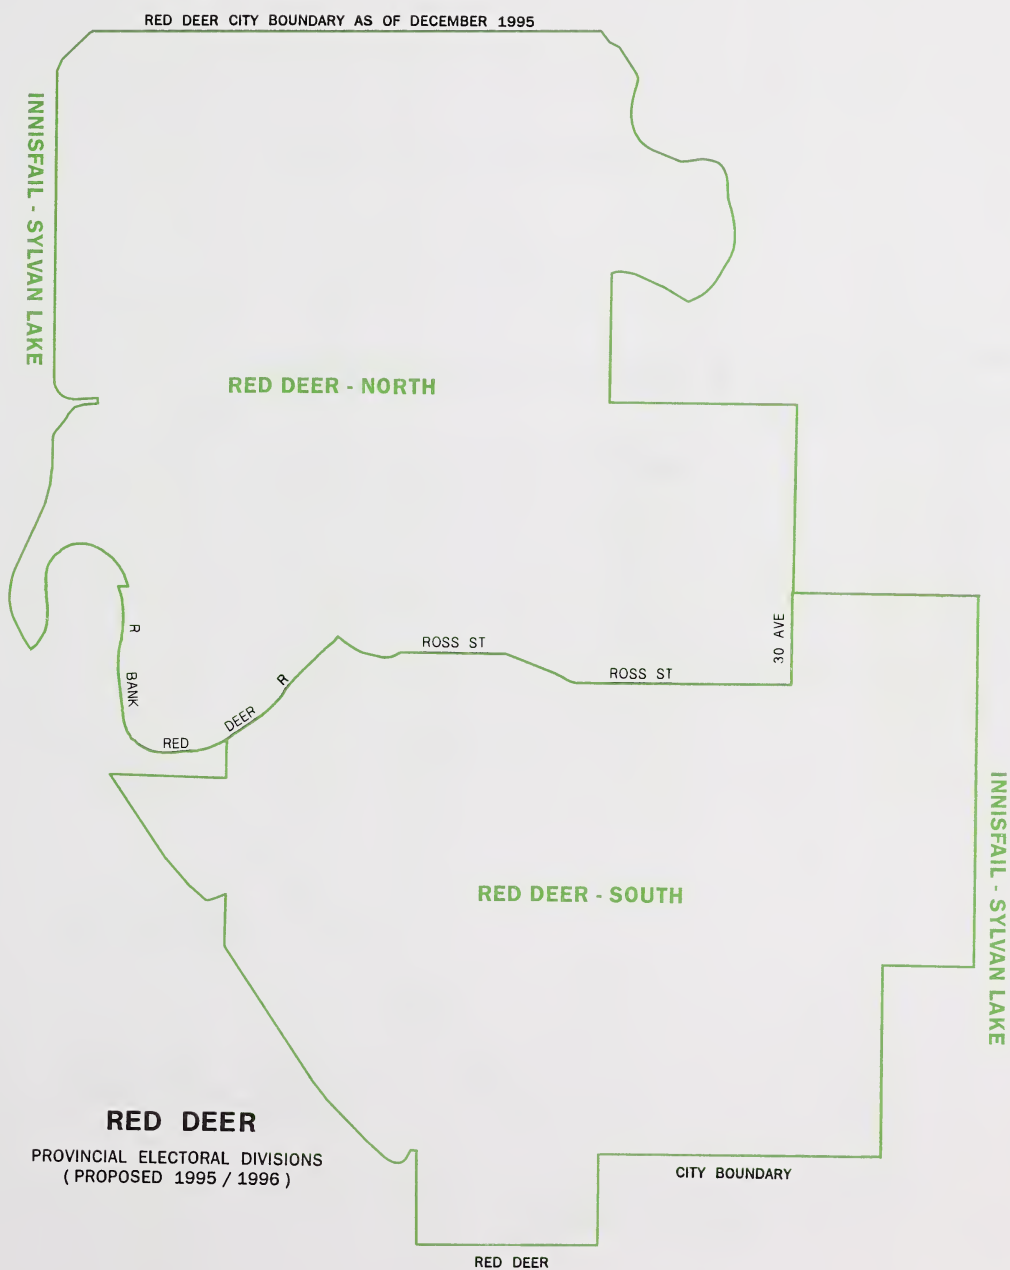 RED DEER CITY BOUNDARY AS OF DECEMBER 1995
INNISFAIL - SYLVAN LAKE
RED DEER - NORTH
R
BANK
RED
DEER
R
ROSS ST
ROSS ST
30 AVE
INNISFAIL - SYLVAN LAKE
RED DEER - SOUTH
RED DEER
PROVINCIAL ELECTORAL DIVISIONS
( PROPOSED 1995 / 1996 )
CITY BOUNDARY
RED DEER